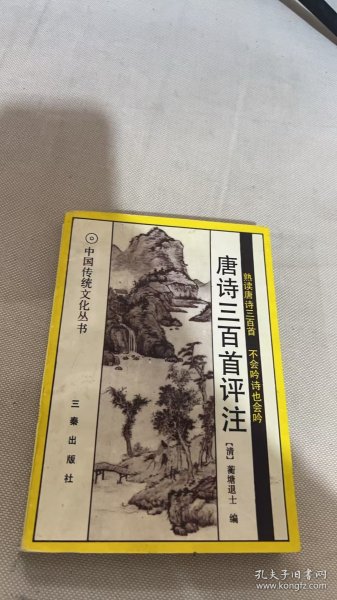 熟读唐诗三百首 不会吟诗也会吟
唐诗三百首评注
[清] 蘅塘退士 编
中国传统文化丛书
三秦出版社
孔夫子旧书网
www.kongfz.com